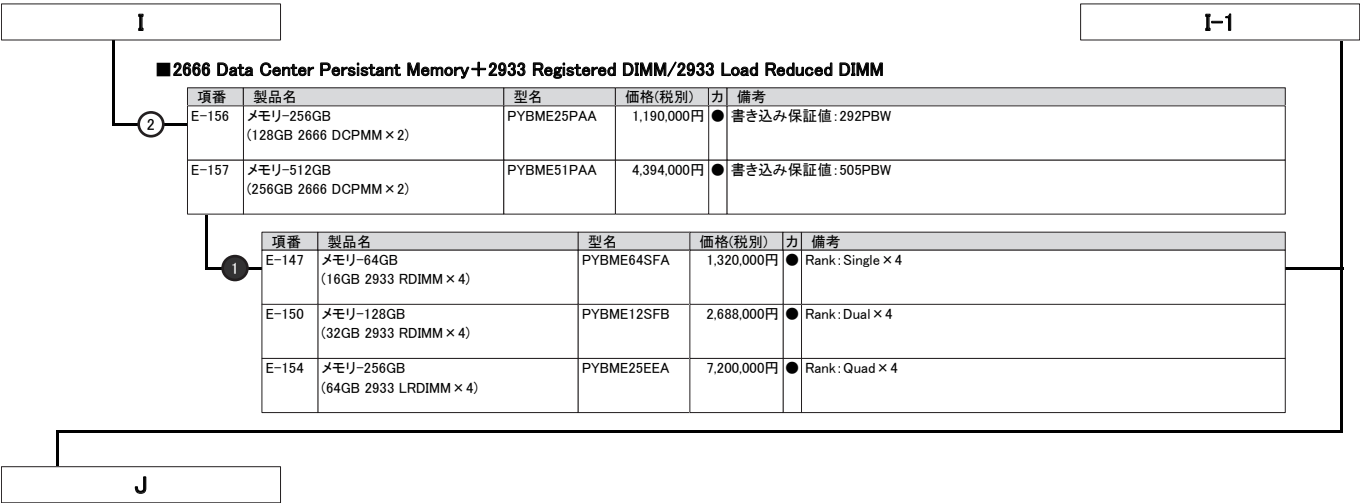 I
I-1
■2666 Data Center Persistant Memory＋2933 Registered DIMM/2933 Load Reduced DIMM
項番 製品名 型名 価格(税別) カ 備考
② E-156 メモリ-256GB PYBME25PAA 1,190,000円 ● 書き込み保証値：292PBW
(128GB 2666 DCPMM×2)
E-157 メモリ-512GB PYBME51PAA 4,394,000円 ● 書き込み保証値：505PBW
(256GB 2666 DCPMM×2)
項番 製品名 型名 価格(税別) カ 備考
❶ E-147 メモリ-64GB PYBME64SFA 1,320,000円 ● Rank：Single×4
(16GB 2933 RDIMM×4)
E-150 メモリ-128GB PYBME12SFB 2,688,000円 ● Rank：Dual×4
(32GB 2933 RDIMM×4)
E-154 メモリ-256GB PYBME25EEA 7,200,000円 ● Rank：Quad×4
(64GB 2933 LRDIMM×4)
J